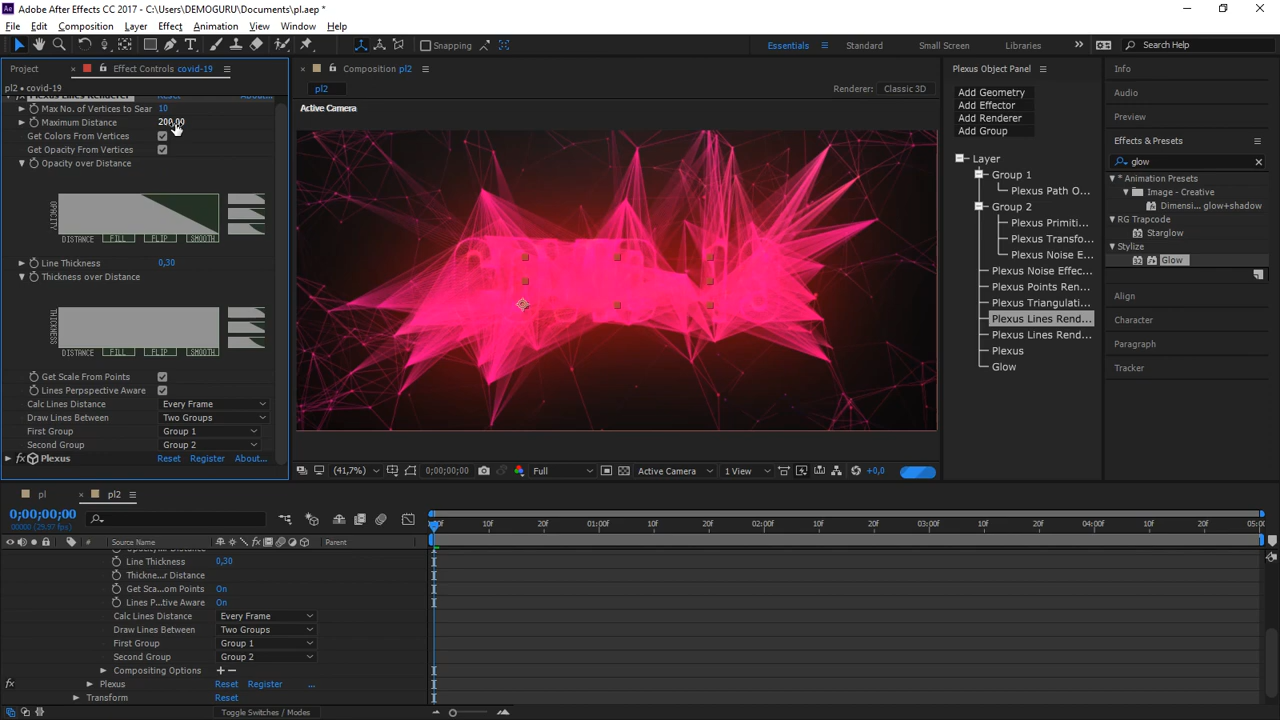 Adobe After Effects CC 2017 - C:\Users\DEMOGURU\Documents\pl.aep *
File Edit Composition Layer Effect Animation View Window Help
Snapping
Essentials Standard Small Screen Libraries Search Help
Project
Effect Controls covid-19
Composition pl2
Plexus Object Panel
Info
pl2 • covid-19
pl2
Renderer: Classic 3D
Active Camera
Plexus Lines Renderer Reset About...
Max No. of Vertices to Sear 10
Maximum Distance 200,00
Get Colors From Vertices
Get Opacity From Vertices
Opacity over Distance
OPACITY
DISTANCE FILL FLIP SMOOTH
Line Thickness 0,30
Thickness over Distance
THICKNESS
DISTANCE FILL FLIP SMOOTH
Get Scale From Points
Lines Perpspective Aware
Calc Lines Distance Every Frame
Draw Lines Between Two Groups
First Group Group 1
Second Group Group 2
fx Plexus Reset Register About...
(41,7%) 0;00;00;00 Full Active Camera 1 View +0,0
Add Geometry
Add Effector
Add Renderer
Add Group
Layer
Group 1
Plexus Path O...
Group 2
Plexus Primiti...
Plexus Transfo...
Plexus Noise E...
Plexus Noise Effec...
Plexus Points Ren...
Plexus Triangulati...
Plexus Lines Rend...
Plexus Lines Rend...
Plexus
Glow
Audio
Preview
Effects & Presets
glow
* Animation Presets
Image - Creative
Dimensi... glow+shadow
RG Trapcode
Starglow
Stylize
Glow
Align
Character
Paragraph
Tracker
pl
pl2
0;00;00;00
00000 (29.97 fps)
# Source Name Parent
10f 20f 01:00f 10f 20f 02:00f 10f 20f 03:00f 10f 20f 04:00f 10f 20f 05:00
Line Thickness 0,30
Thickne...r Distance
Get Sca...om Points On
Lines P...tive Aware On
Calc Lines Distance Every Frame
Draw Lines Between Two Groups
First Group Group 1
Second Group Group 2
Compositing Options
fx Plexus Reset Register ...
Transform Reset
Toggle Switches / Modes